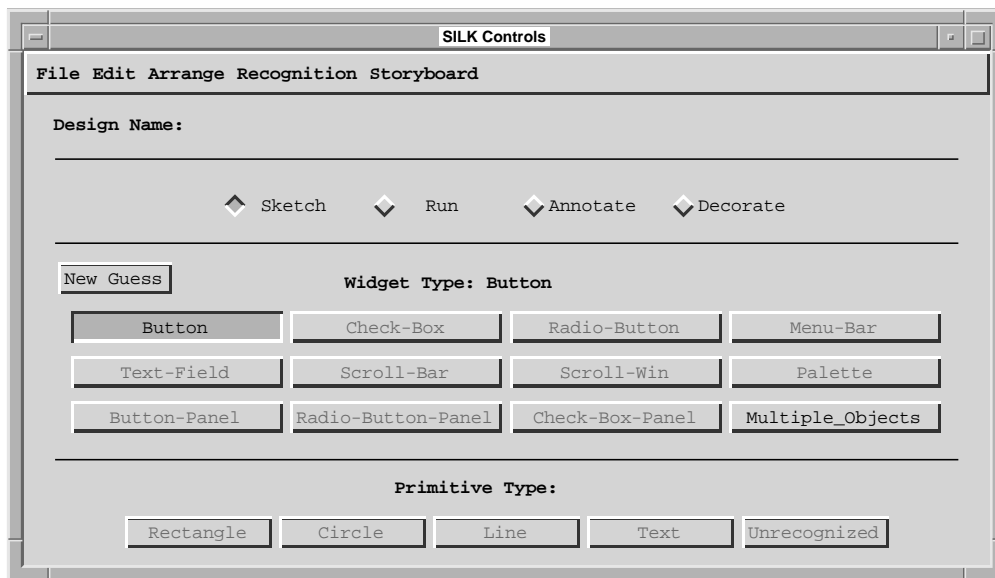 SILK Controls
File Edit Arrange Recognition Storyboard
Design Name:
Sketch Run Annotate Decorate
New Guess Widget Type: Button
Button Check-Box Radio-Button Menu-Bar
Text-Field Scroll-Bar Scroll-Win Palette
Button-Panel Radio-Button-Panel Check-Box-Panel Multiple_Objects
Primitive Type:
Rectangle Circle Line Text Unrecognized